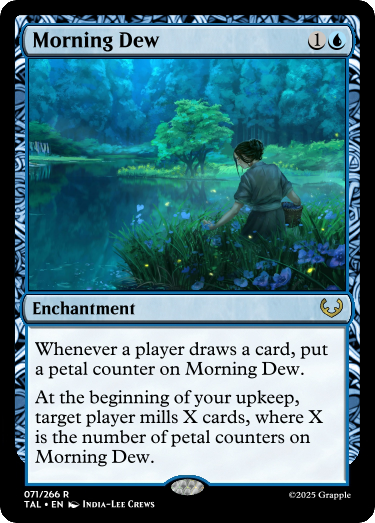 Morning Dew 1
Enchantment
Whenever a player draws a card, put
a petal counter on Morning Dew.
At the beginning of your upkeep,
target player mills X cards, where X
is the number of petal counters on
Morning Dew.
071/266 R
TAL • EN India-Lee Crews
©2025 Grapple